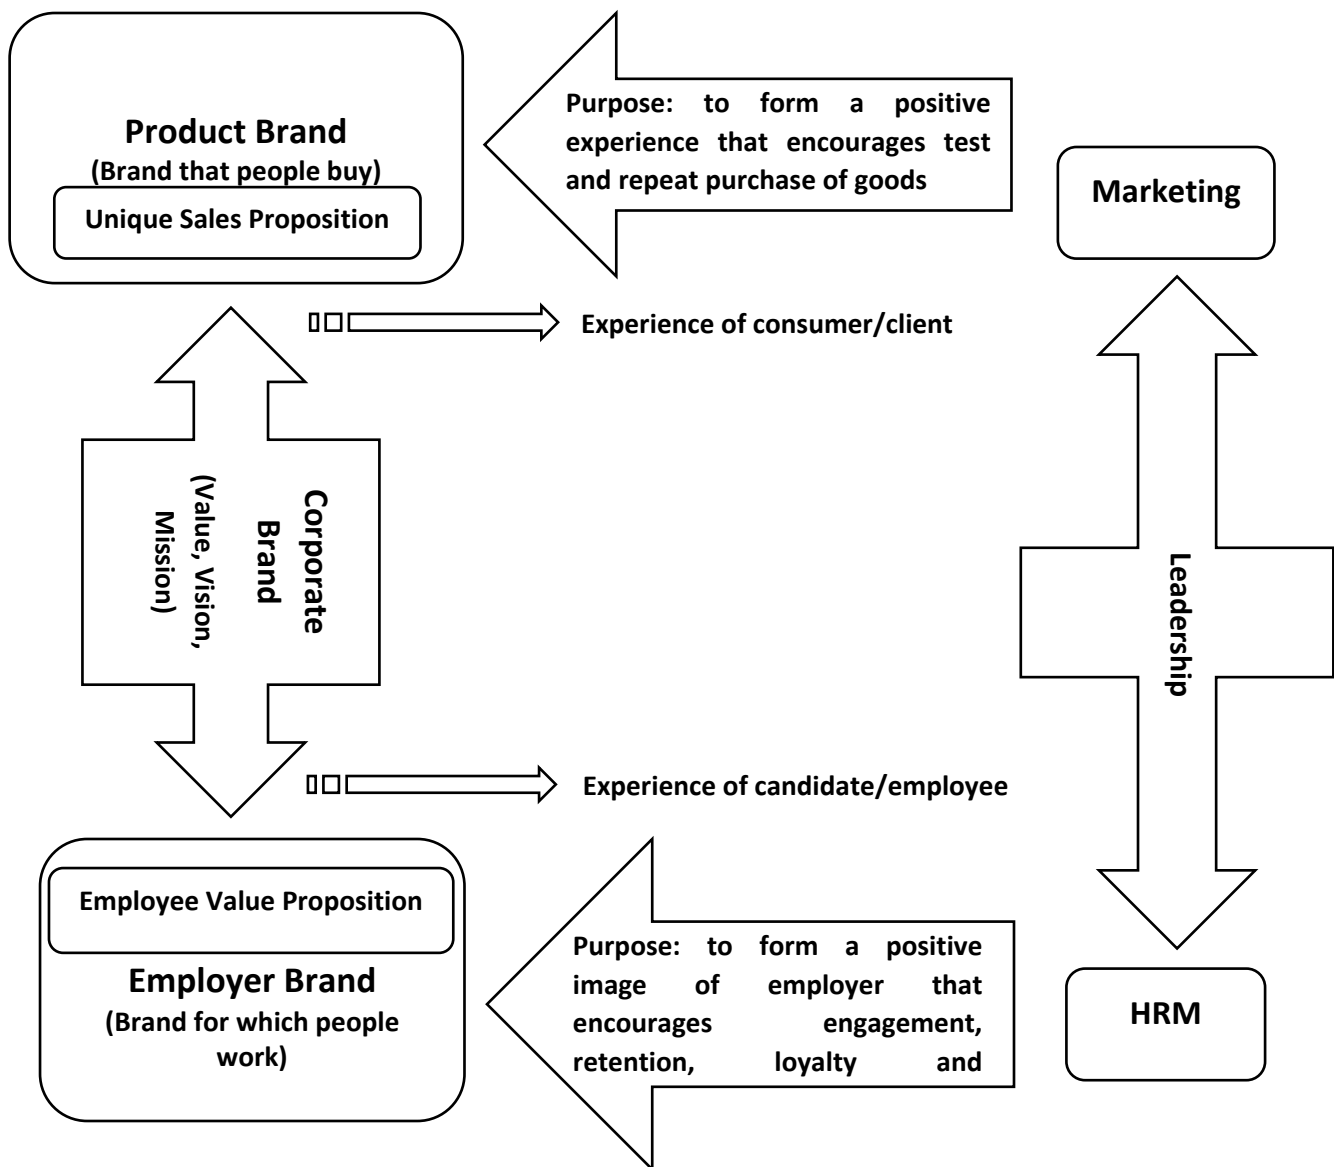 Product Brand
(Brand that people buy)
Unique Sales Proposition
Purpose: to form a positive
experience that encourages test
and repeat purchase of goods
Marketing
Experience of consumer/client
Corporate
Brand
(Value, Vision,
Mission)
Leadership
Experience of candidate/employee
Employee Value Proposition
Employer Brand
(Brand for which people
work)
Purpose: to form a positive
image of employer that
encourages engagement,
retention, loyalty and
HRM